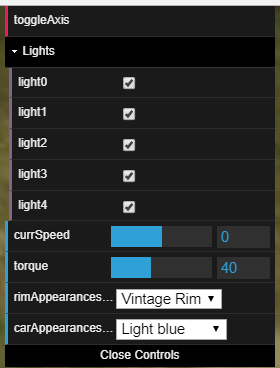 toggleAxis
Lights
light0
light1
light2
light3
light4
currSpeed 0
torque 40
rimAppearances... Vintage Rim
carAppearances... Light blue
Close Controls